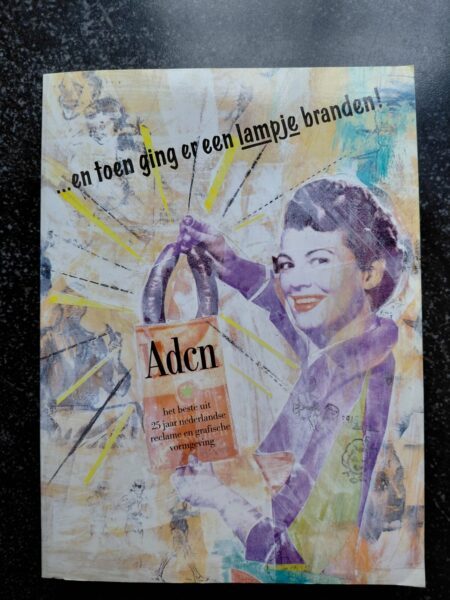 ...en toen ging er een lampje branden!
Adcn
het beste uit
25 jaar nederlandse
reclame en grafische
vormgeving